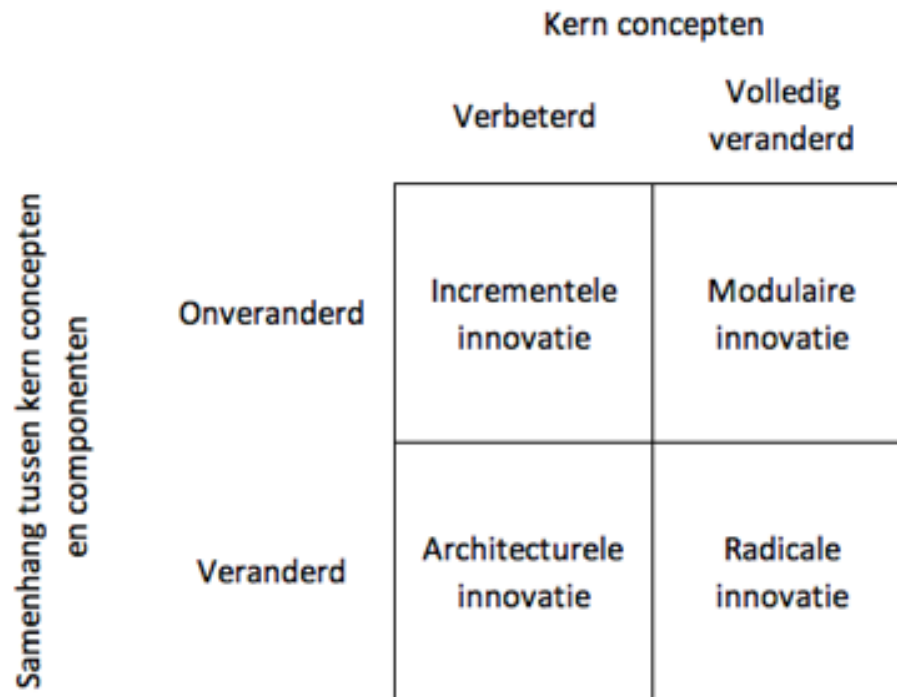 Kern concepten
Verbeterd
Volledig
veranderd
Samenhang tussen kern concepten
en componenten
Onveranderd
Incrementele
innovatie
Modulaire
innovatie
Veranderd
Architecturele
innovatie
Radicale
innovatie